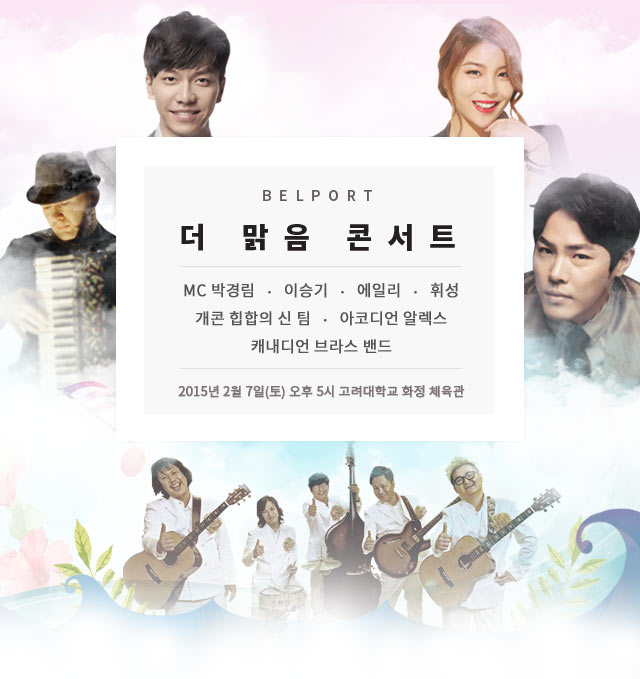 BELPORT
더 맑음 콘서트
MC 박경림 · 이승기 · 에일리 · 휘성
개콘 힙합의 신 팀 · 아코디언 알렉스
캐내디언 브라스 밴드
2015년 2월 7일(토) 오후 5시 고려대학교 화정 체육관